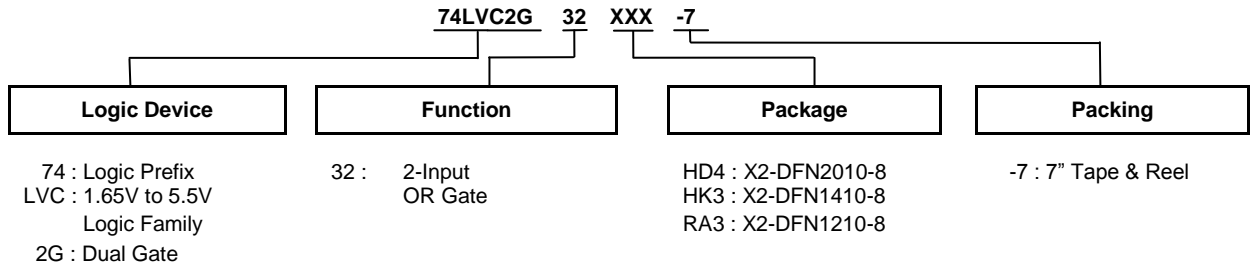 74LVC2G 32 XXX -7
Logic Device Function Package Packing
74 : Logic Prefix 32 : 2-Input HD4 : X2-DFN2010-8 -7 : 7” Tape & Reel
LVC : 1.65V to 5.5V OR Gate HK3 : X2-DFN1410-8
Logic Family RA3 : X2-DFN1210-8
2G : Dual Gate